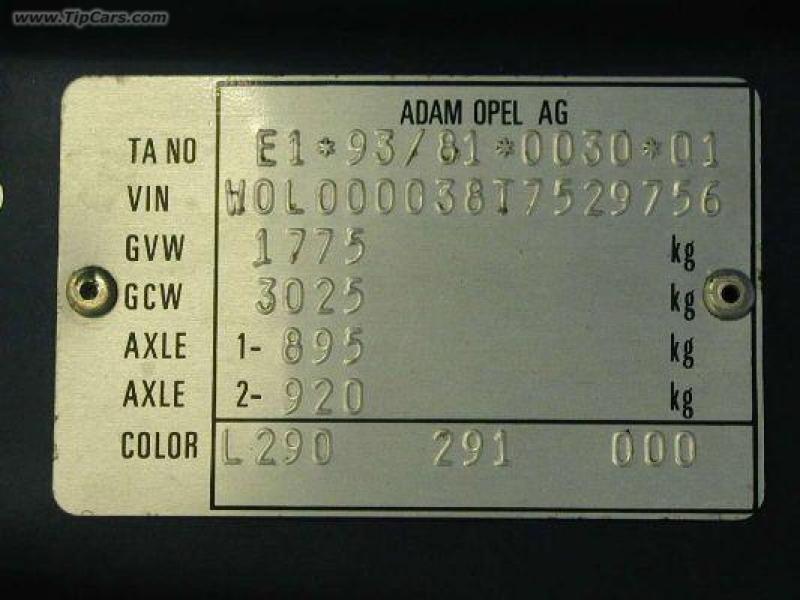 www.TipCars.com
ADAM OPEL AG
TA NO E1*93/81*0030*01
VIN W0L000038T7529756
GVW 1775 kg
GCW 3025 kg
AXLE 1- 895 kg
AXLE 2- 920 kg
COLOR L290 291 000